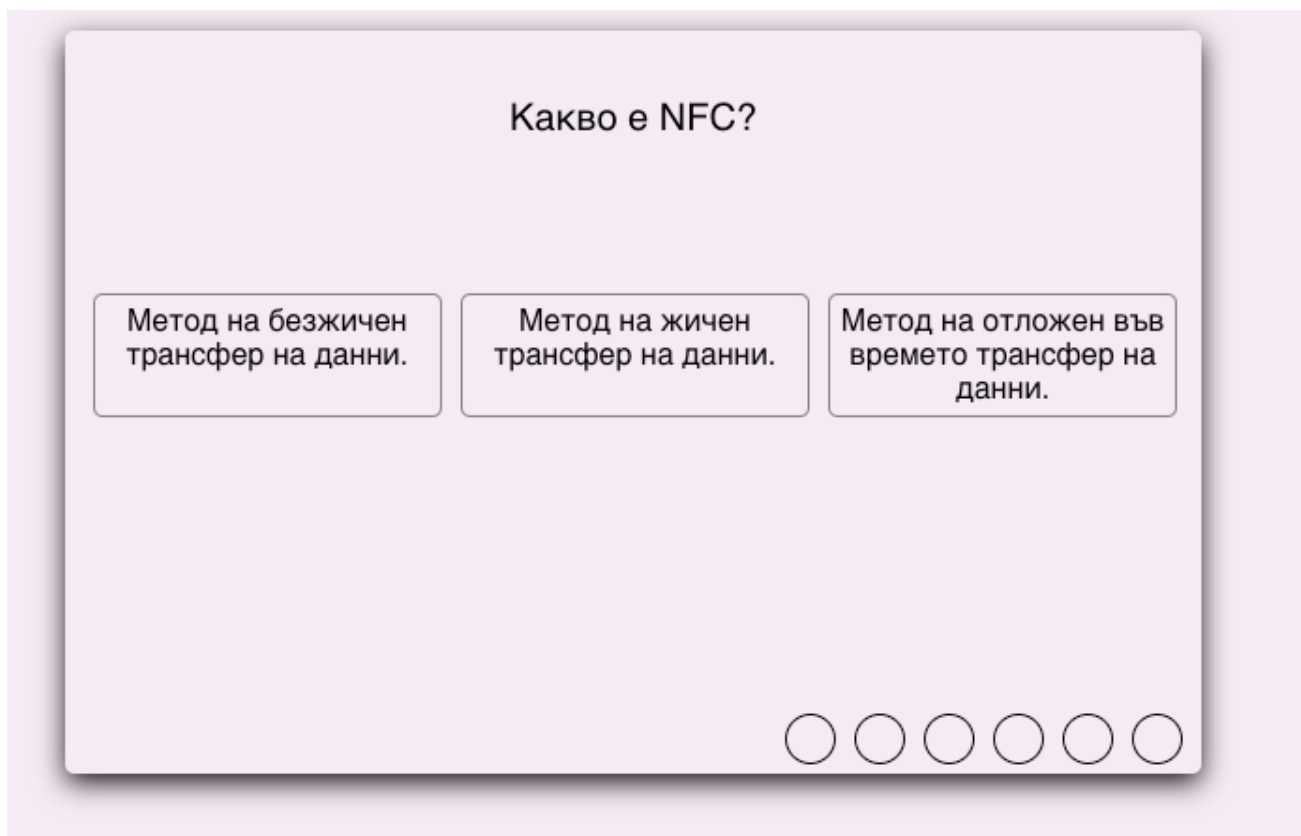 Какво е NFC?
Метод на безжичен
трансфер на данни.
Метод на жичен
трансфер на данни.
Метод на отложен във
времето трансфер на
данни.